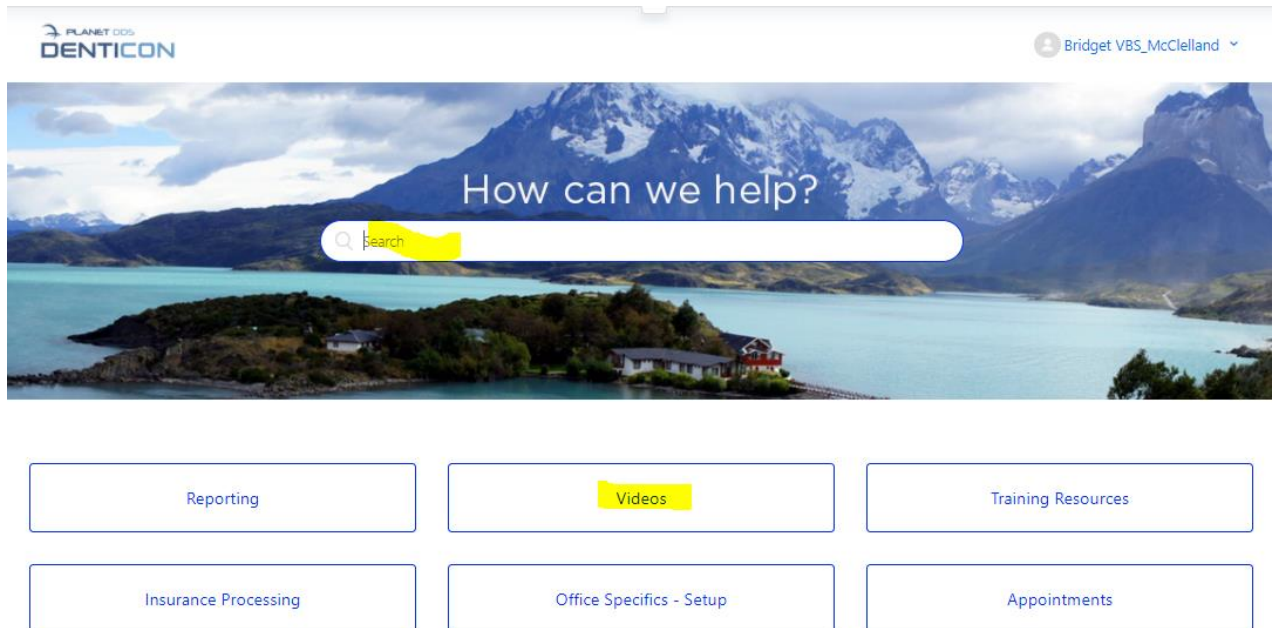 PLANET DDS
DENTICON
Bridget VBS_McClelland
How can we help?
Search
Reporting
Videos
Training Resources
Insurance Processing
Office Specifics - Setup
Appointments